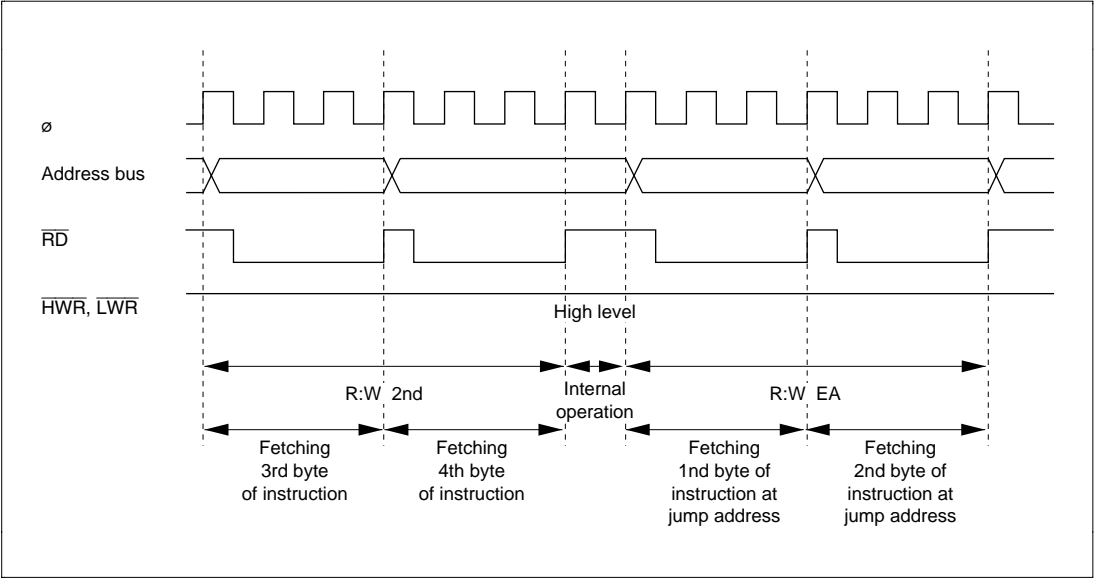 ø
Address bus
RD
HWR, LWR
High level
R:W 2nd
Internal
operation
R:W EA
Fetching
3rd byte
of instruction
Fetching
4th byte
of instruction
Fetching
1nd byte of
instruction at
jump address
Fetching
2nd byte of
instruction at
jump address